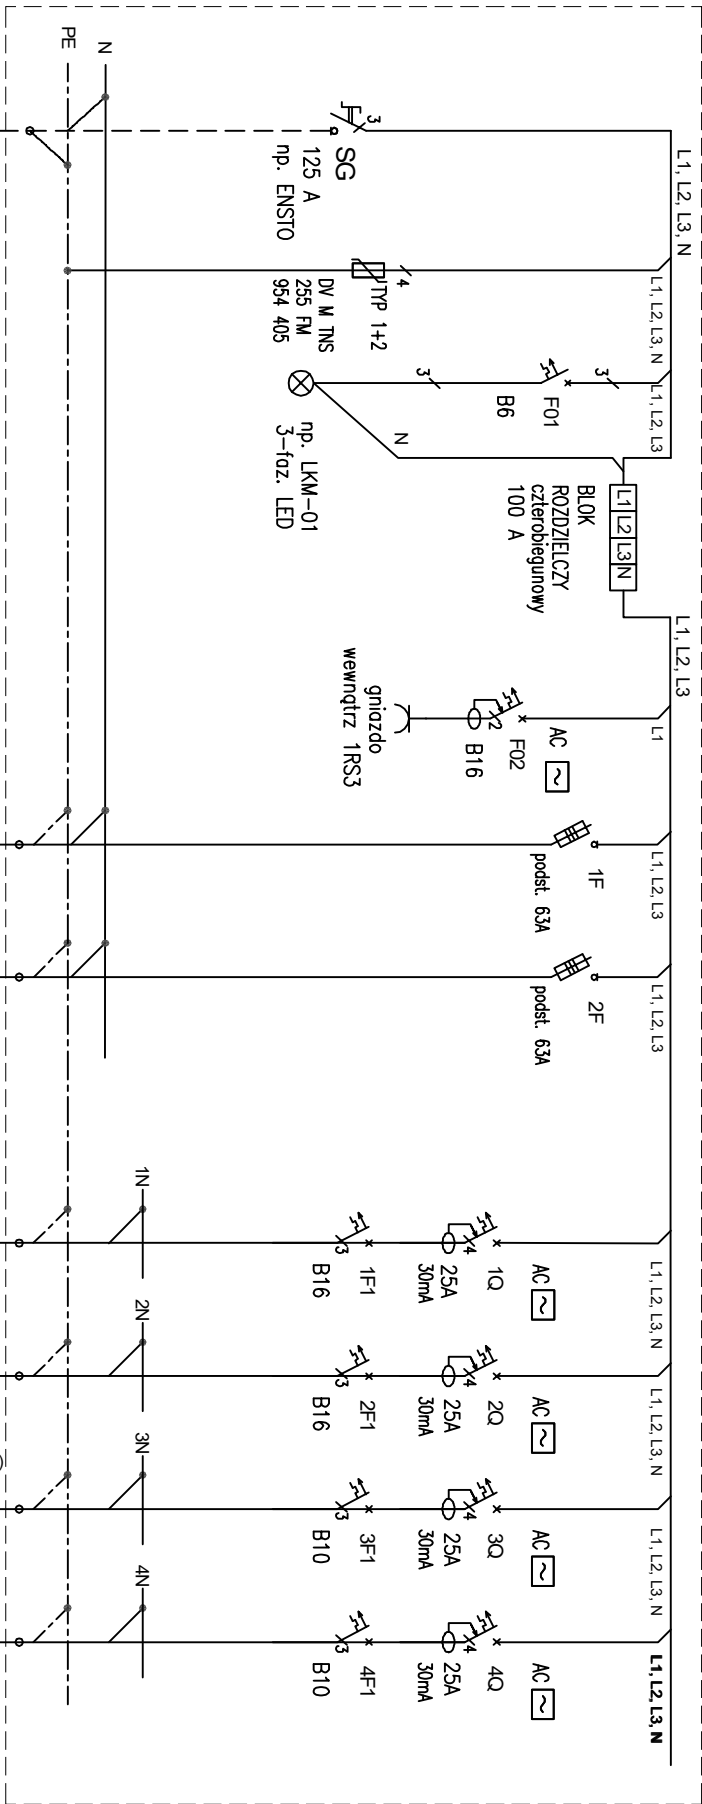 PE
N
3
SG
125 A
np. ENSTO
L1, L2, L3, N
4
TYP 1+2
DV M TNS
255 FM
954 405
L1, L2, L3, N
3
F01
B6
3
L1, L2, L3
N
np. LKM-01
3-faz. LED
L1 L2 L3 N
BLOK
ROZDZIELCZY
czterobiegunowy
100 A
L1, L2, L3
L1
AC
F02
2
B16
gniazdo
wewnątrz 1RS3
L1, L2, L3
1F
podst. 63A
L1, L2, L3
2F
podst. 63A
L1, L2, L3, N
AC
1Q
4
25A
30mA
1F1
3
B16
1N
L1, L2, L3, N
AC
2Q
4
25A
30mA
2F1
3
B16
2N
L1, L2, L3, N
AC
3Q
4
25A
30mA
3F1
3
B10
3N
L1, L2, L3, N
AC
4Q
4
25A
30mA
4F1
3
B10
4N